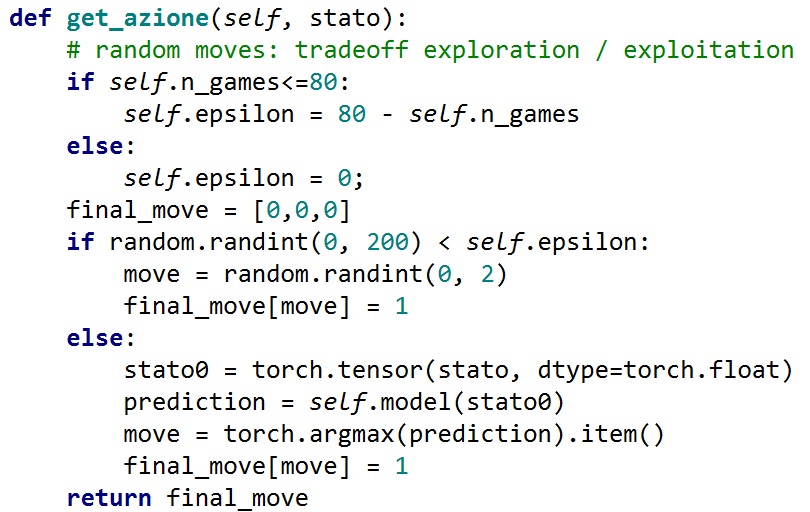 def get_azione(self, stato):
    # random moves: tradeoff exploration / exploitation
    if self.n_games<=80:
        self.epsilon = 80 - self.n_games
    else:
        self.epsilon = 0;
    final_move = [0,0,0]
    if random.randint(0, 200) < self.epsilon:
        move = random.randint(0, 2)
        final_move[move] = 1
    else:
        stato0 = torch.tensor(stato, dtype=torch.float)
        prediction = self.model(stato0)
        move = torch.argmax(prediction).item()
        final_move[move] = 1
    return final_move